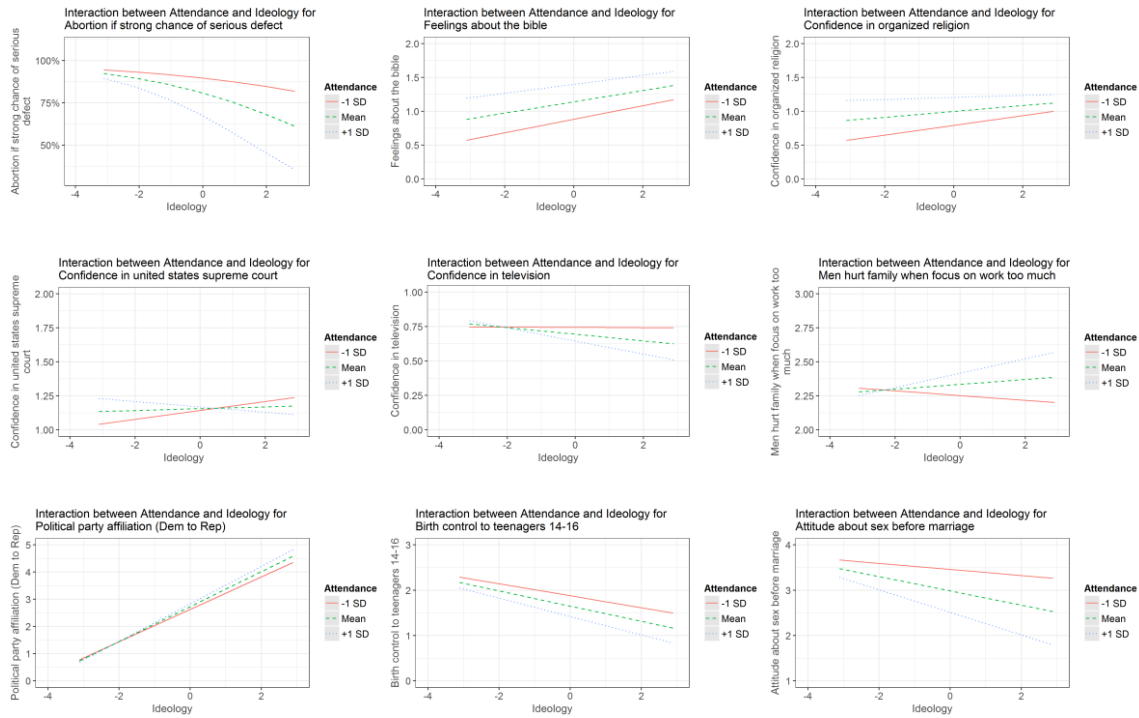 Interaction between Attendance and Ideology for
Abortion if strong chance of serious defect
Abortion if strong chance of serious
defect
100%
75%
50%
-4
-2
0
2
4
Ideology
Attendance
-1 SD
Mean
+1 SD
Interaction between Attendance and Ideology for
Feelings about the bible
Feelings about the bible
2.0
1.5
1.0
0.5
0.0
-4
-2
0
2
4
Ideology
Attendance
-1 SD
Mean
+1 SD
Interaction between Attendance and Ideology for
Confidence in organized religion
Confidence in organized religion
2.0
1.5
1.0
0.5
0.0
-4
-2
0
2
4
Ideology
Attendance
-1 SD
Mean
+1 SD
Interaction between Attendance and Ideology for
Confidence in united states supreme court
Confidence in united states supreme
court
2.00
1.75
1.50
1.25
1.00
-4
-2
0
2
4
Ideology
Attendance
-1 SD
Mean
+1 SD
Interaction between Attendance and Ideology for
Confidence in television
Confidence in television
1.00
0.75
0.50
0.25
0.00
-4
-2
0
2
4
Ideology
Attendance
-1 SD
Mean
+1 SD
Interaction between Attendance and Ideology for
Men hurt family when focus on work too much
Men hurt family when focus on work too
much
3.00
2.75
2.50
2.25
2.00
-4
-2
0
2
4
Ideology
Attendance
-1 SD
Mean
+1 SD
Interaction between Attendance and Ideology for
Political party affiliation (Dem to Rep)
Political party affiliation (Dem to Rep)
5
4
3
2
1
0
-4
-2
0
2
4
Ideology
Attendance
-1 SD
Mean
+1 SD
Interaction between Attendance and Ideology for
Birth control to teenagers 14-16
Birth control to teenagers 14-16
3
2
1
0
-4
-2
0
2
4
Ideology
Attendance
-1 SD
Mean
+1 SD
Interaction between Attendance and Ideology for
Attitude about sex before marriage
Attitude about sex before marriage
4
3
2
1
-4
-2
0
2
4
Ideology
Attendance
-1 SD
Mean
+1 SD